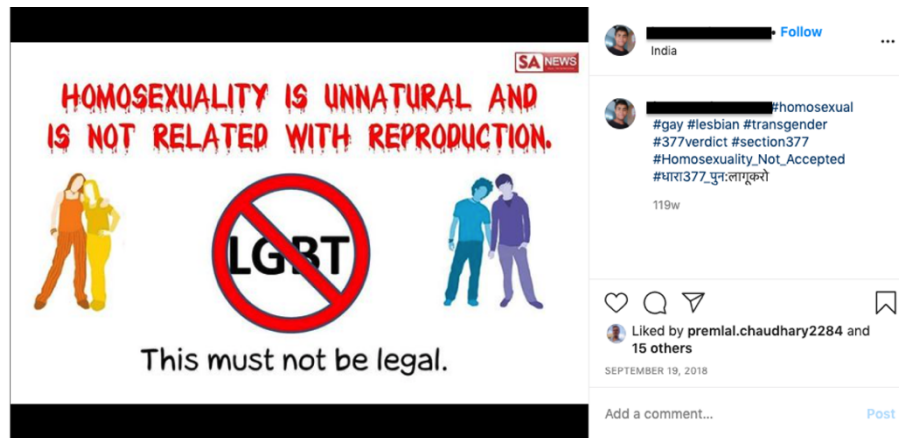 SA NEWS
HOMOSEXUALITY IS UNNATURAL AND
IS NOT RELATED WITH REPRODUCTION.
LGBT
This must not be legal.
• Follow
India
#homosexual
#gay #lesbian #transgender
#377verdict #section377
#Homosexuality_Not_Accepted
#धारा377_पुन:लागूकरो
119w
Liked by premlal.chaudhary2284 and
15 others
SEPTEMBER 19, 2018
Add a comment...
Post